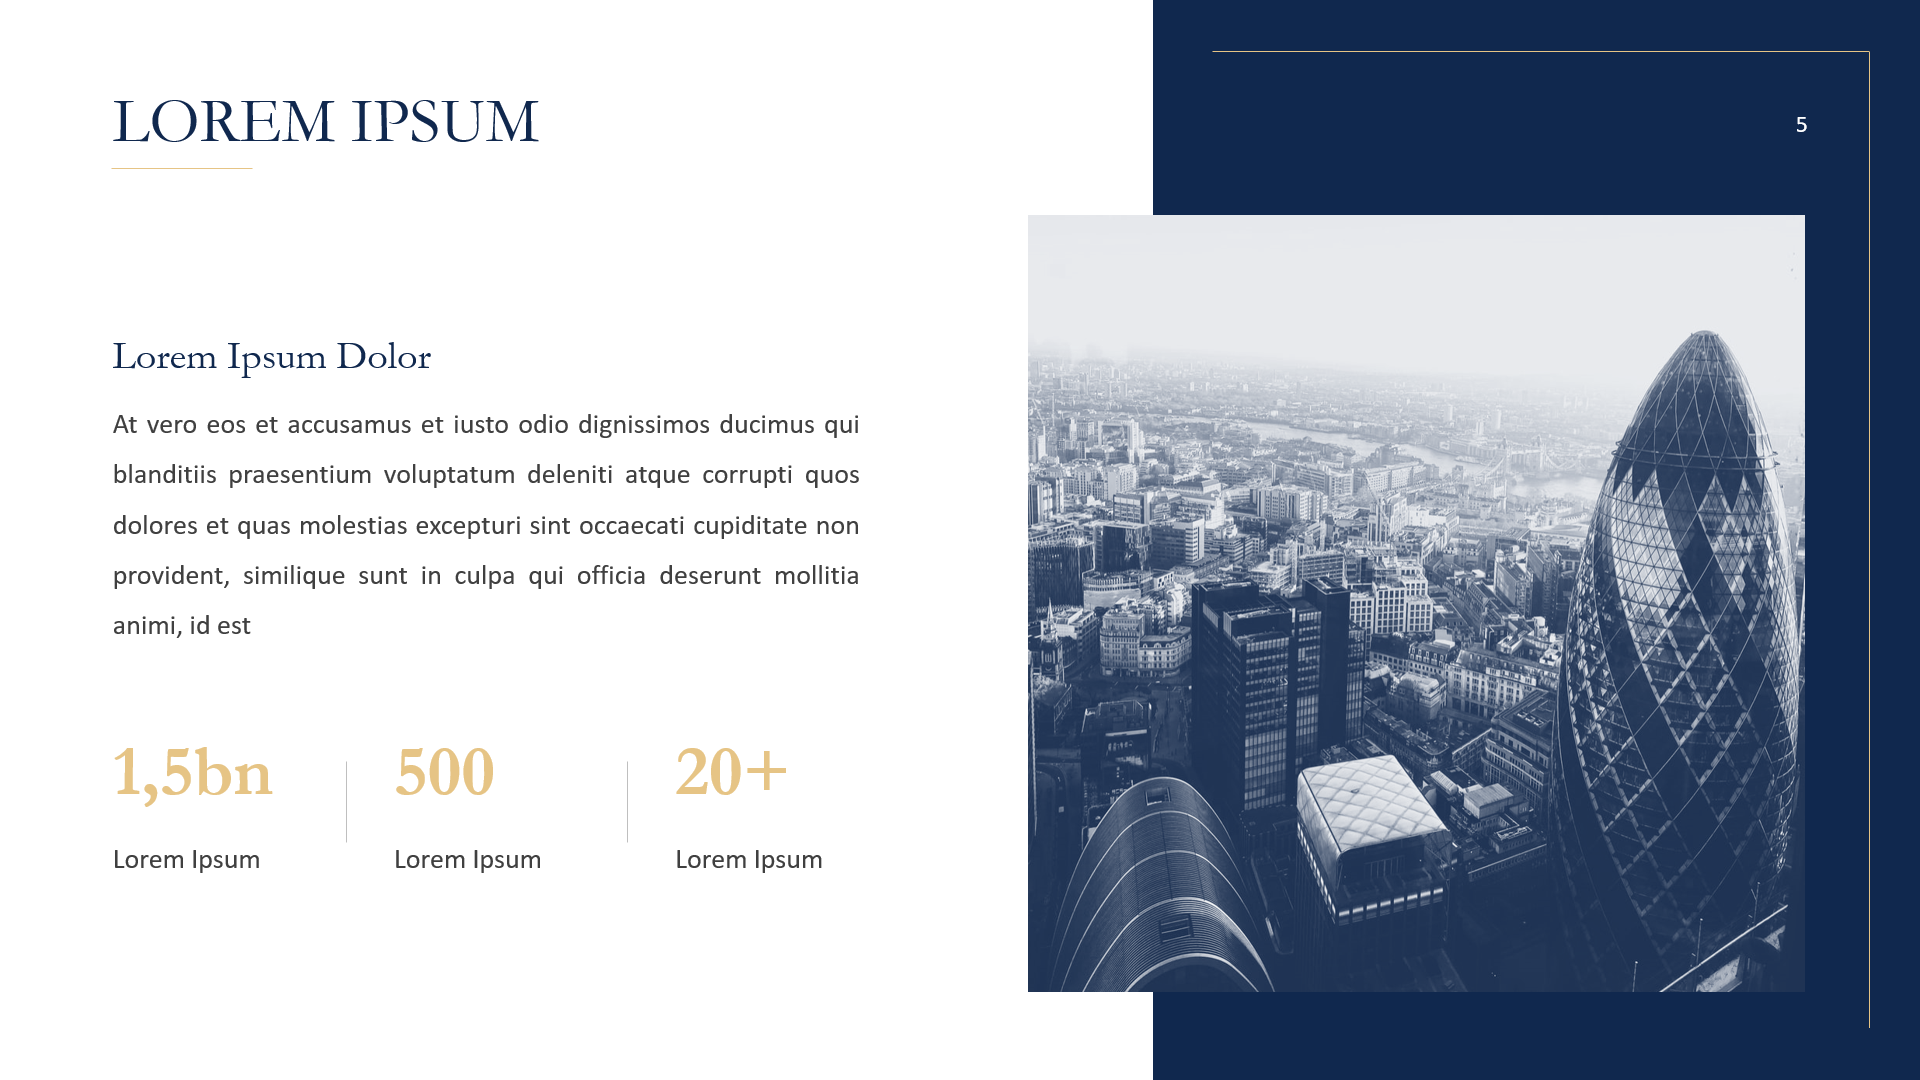 LOREM IPSUM
5
Lorem Ipsum Dolor
At vero eos et accusamus et iusto odio dignissimos ducimus qui
blanditiis praesentium voluptatum deleniti atque corrupti quos
dolores et quas molestias excepturi sint occaecati cupiditate non
provident, similique sunt in culpa qui officia deserunt mollitia
animi, id est
1,5bn
500
20+
Lorem Ipsum
Lorem Ipsum
Lorem Ipsum